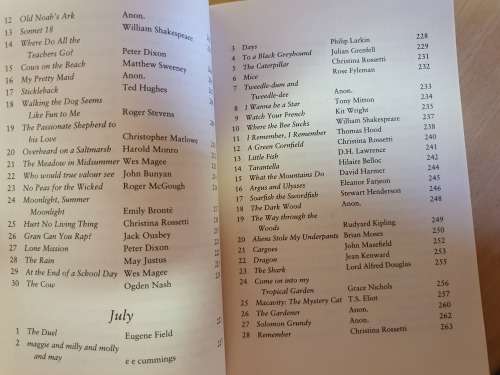 12 Old Noah's Ark Anon.
13 Sonnet 18 William Shakespeare
14 Where Do All the
Teachers Go? Peter Dixon
15 Cows on the Beach Matthew Sweeney
16 My Pretty Maid Anon.
17 Stickleback Ted Hughes
18 Walking the Dog Seems
Like Fun to Me Roger Stevens
19 The Passionate Shepherd to
his Love Christopher Marlowe
20 Overheard on a Saltmarsh Harold Monro
21 The Meadow in Midsummer Wes Magee
22 Who would true valour see John Bunyan
23 No Peas for the Wicked Roger McGough
24 Moonlight, Summer
Moonlight Emily Brontë
25 Hurt No Living Thing Christina Rossetti
26 Gran Can You Rap? Jack Ousbey
27 Lone Mission Peter Dixon
28 The Rain May Justus
29 At the End of a School Day Wes Magee
30 The Cow Ogden Nash
July
1 The Duel Eugene Field
2 maggie and milly and molly
and may e e cummings
3 Days Philip Larkin 228
4 To a Black Greyhound Julian Grenfell 229
5 The Caterpillar Christina Rossetti 231
6 Mice Rose Fyleman 232
7 Tweedle-dum and
Tweedle-dee Anon. 233
8 I Wanna be a Star Tony Mitton 234
9 Watch Your French Kit Wright 235
10 Where the Bee Sucks William Shakespeare 237
11 I Remember, I Remember Thomas Hood 238
12 A Green Cornfield Christina Rossetti 240
13 Little Fish D.H. Lawrence 241
14 Tarantella Hilaire Belloc 242
15 What the Mountains Do David Harmer 244
16 Argus and Ulysses Eleanor Farjeon 245
17 Soarfish the Swordfish Stewart Henderson 246
18 The Dark Wood Anon. 248
19 The Way through the
Woods Rudyard Kipling 249
20 Aliens Stole My Underpants Brian Moses 250
21 Cargoes John Masefield 251
22 Dragon Jean Kenward 253
23 The Shark Lord Alfred Douglas 255
24 Come on into my
Tropical Garden Grace Nichols 256
25 Macavity: The Mystery Cat T.S. Eliot 257
26 The Gardener Anon. 260
27 Solomon Grundy Anon. 262
28 Remember Christina Rossetti 263